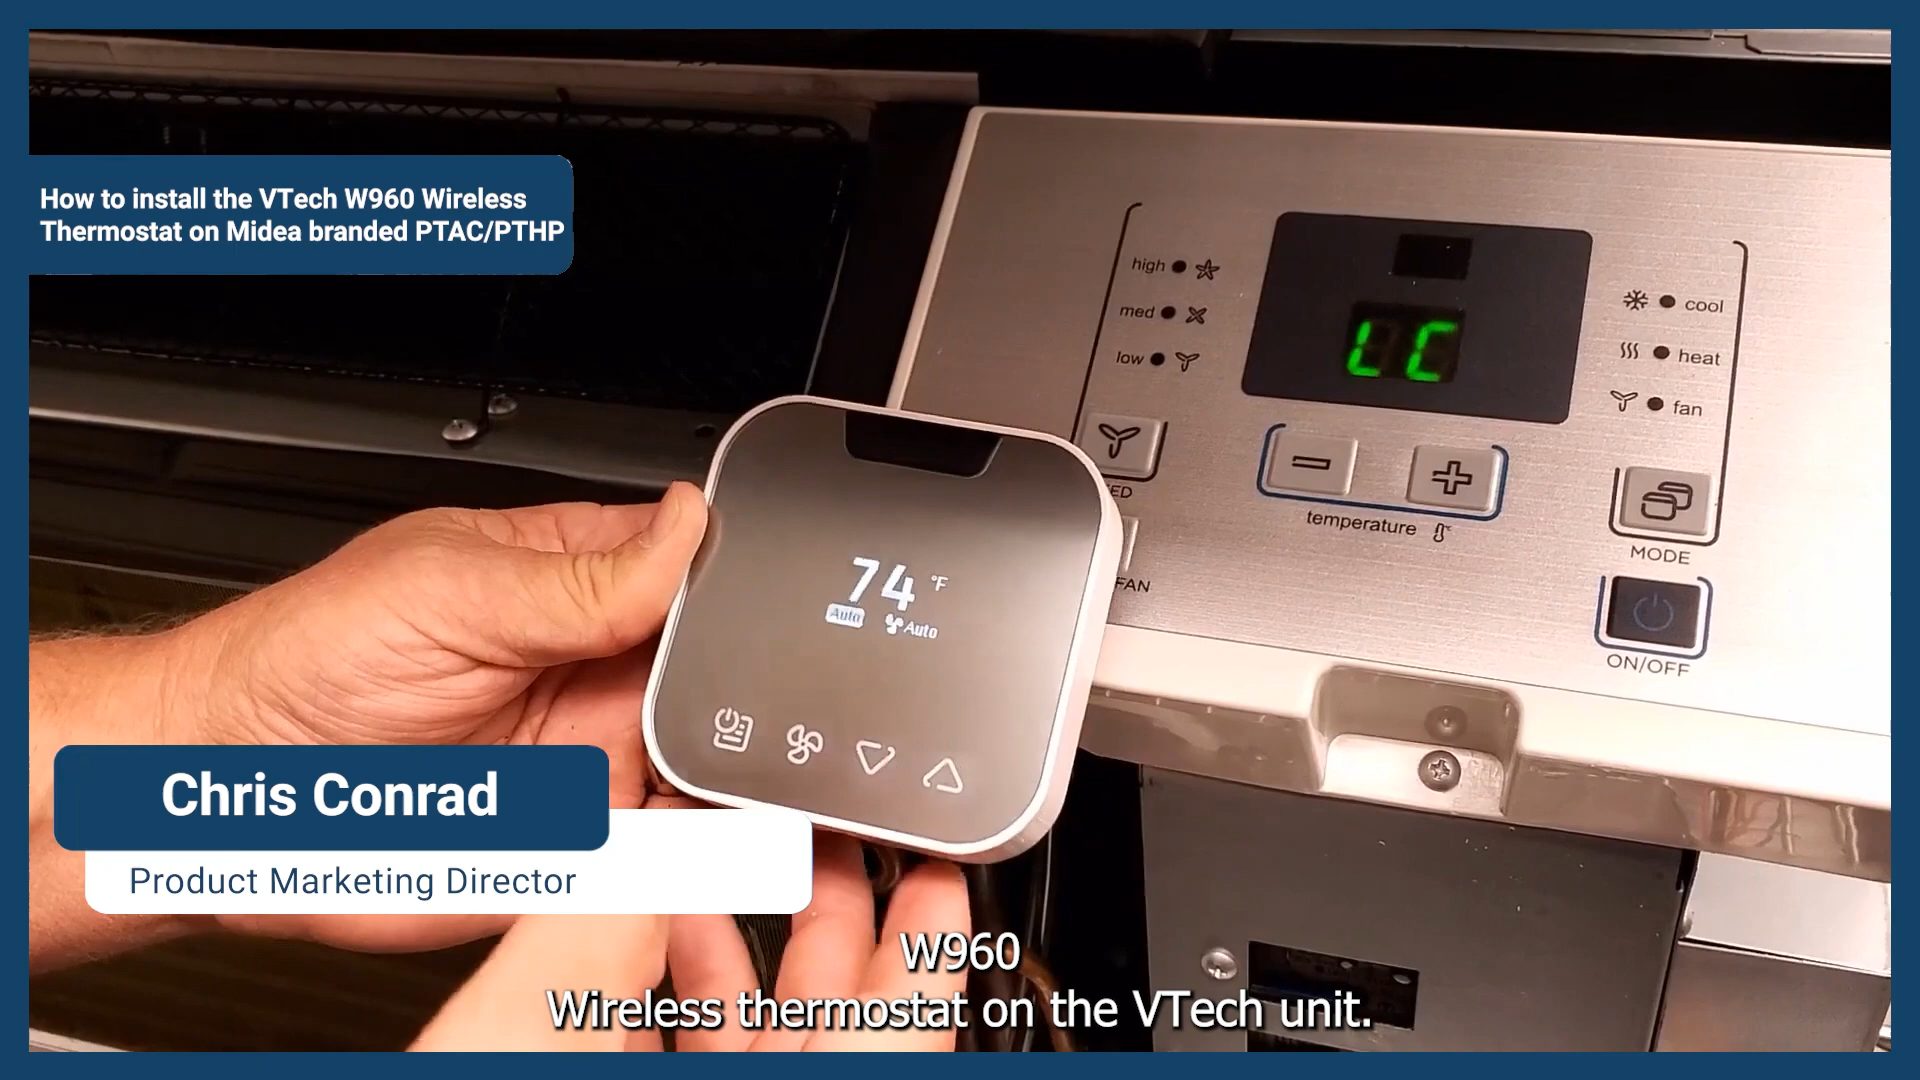 How to install the VTech W960 Wireless
Thermostat on Midea branded PTAC/PTHP
high
med
low
LC
cool
heat
fan
temperature
MODE
FAN
ON/OFF
74 °F
Auto
Auto
Chris Conrad
Product Marketing Director
W960
Wireless thermostat on the VTech unit.